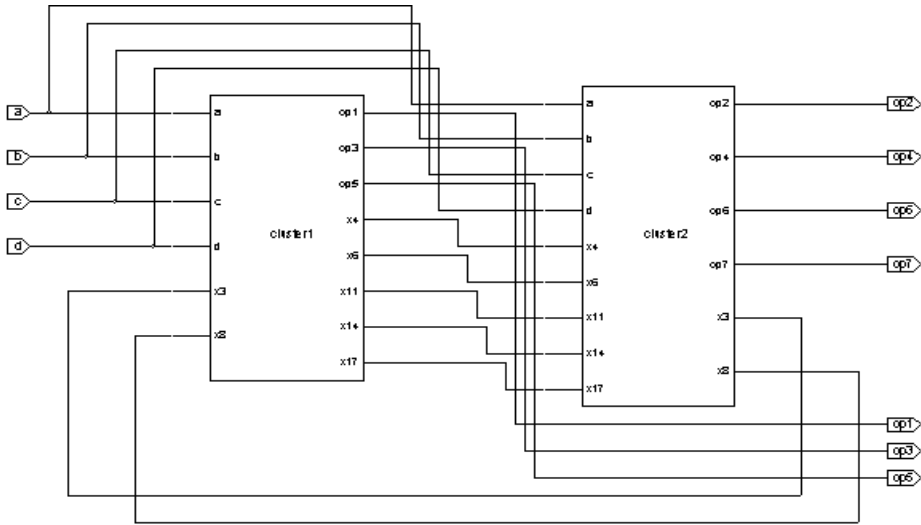 a
b
c
d
a
b
c
d
x3
x8
cluster1
op1
op3
op5
x4
x6
x11
x14
x17
a
b
c
d
x4
x6
x11
x14
x17
cluster2
op2
op4
op6
op7
x3
x8
op2
op4
op6
op7
op1
op3
op5